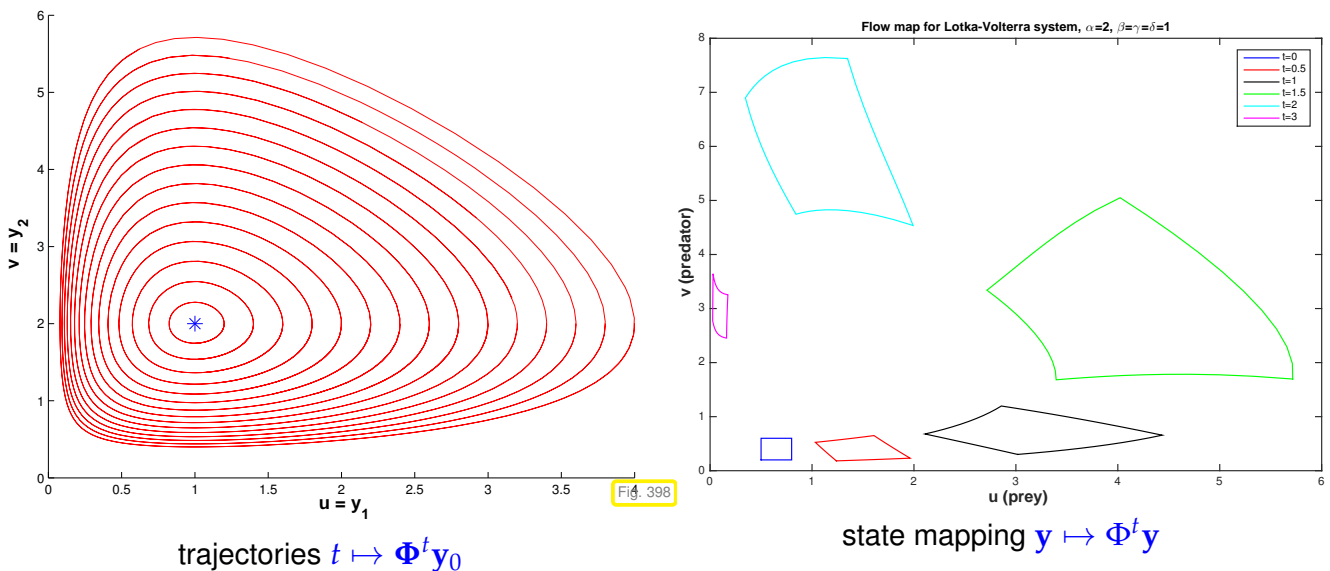 6
5
4
3
2
1
0
0 0.5 1 1.5 2 2.5 3 3.5 4
v = y₂
u = y₁
Fig. 398
trajectories t ↦ Φᵗy₀
Flow map for Lotka-Volterra system, α=2, β=γ=δ=1
8
7
6
5
4
3
2
1
0
0 1 2 3 4 5 6
v (predator)
u (prey)
t=0
t=0.5
t=1
t=1.5
t=2
t=3
state mapping y ↦ Φᵗy